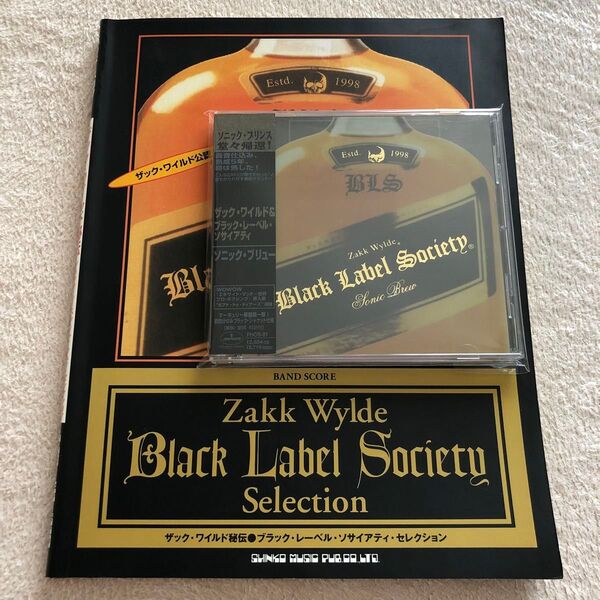 Estd. 1998
ザック・ワイルド公認
ソニック・プリンス
堂々帰還!
ザック・ワイルド&
ブラック・レーベル・
ソサイアティ
ソニック・ブリュー
WOWOW
Estd. 1998
BLS
Zakk Wylde
Black Label Society®
Sonic Brew
BAND SCORE
Zakk Wylde
Black Label Society
Selection
ザック・ワイルド秘伝●ブラック・レーベル・ソサイアティ・セレクション
SHINKO MUSIC PUB.CO.,LTD.